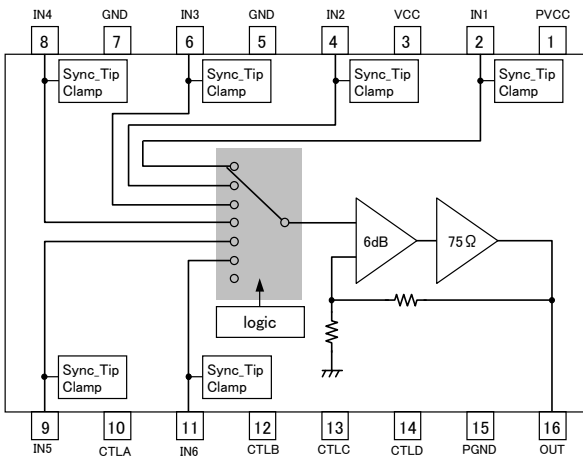 IN4 GND IN3 GND IN2 VCC IN1 PVCC
8 7 6 5 4 3 2 1
Sync_Tip Clamp
Sync_Tip Clamp
Sync_Tip Clamp
Sync_Tip Clamp
6dB
75Ω
logic
Sync_Tip Clamp
Sync_Tip Clamp
9 10 11 12 13 14 15 16
IN5 CTLA IN6 CTLB CTLC CTLD PGND OUT